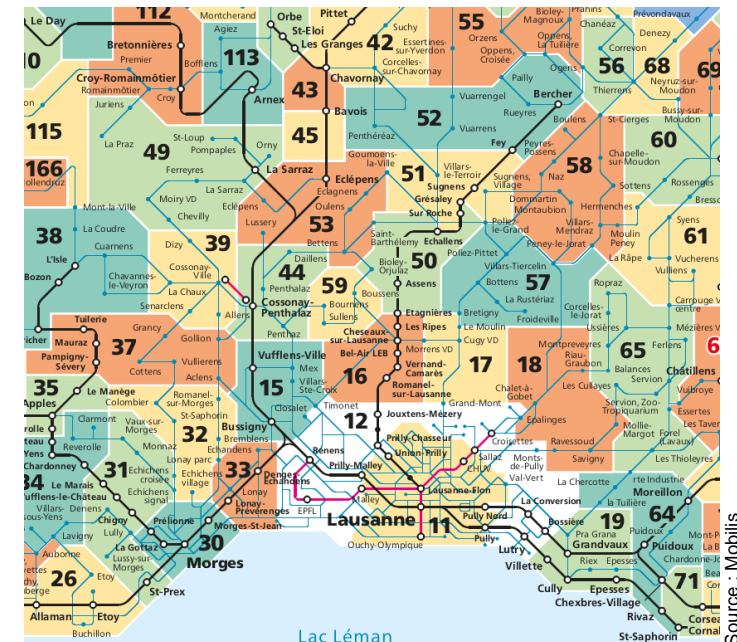 112
Montcherand
Orbe
Pittet
Bioley-
Magnoux
Prahins
Prévondavaux
Le Day
Bretonnières
Agiez
St-Eloi
Les Granges
42
Suchy
55
Orzens
Chanéaz
Denezy
Premier
Bofflens
113
Essertines-
sur-Yverdon
Oppens,
Croisée
Oppens,
La Tuilière
Correvon
56
68
69
Croy-Romainmôtier
Romainmôtier
Chavornay
Corcelles-
sur-Chavornay
Ogens
Pailly
Neyruz-sur-
Moudon
Thierrens
Juriens
Croy
Arnex
43
Bavois
Vuarrengel
Bercher
Rueyres
Bussy-sur-
Moudon
115
La Praz
49
St-Loup
Pompaples
Orny
45
Penthéréaz
52
Vuarrens
Boulens
St-Cierges
60
Fey
Peyres-
Possens
58
Chapelle-
sur-Moudon
166
Ferreyres
La Sarraz
La Sarraz
Goumoens-
la-Ville
51
Villars-
le-Terroir
Sugnens
Sugnens,
Village
Naz
Sottens
Rossenges
Moiry VD
Eclépens
Eclépens
Eclagnens
Oulens
Grésaley
Sur Roche
Dommartin
Montaubion
Hermenches
Mont-la-Ville
La Coudre
Chevilly
Lussery
53
Bettens
Saint-
Barthélemy
Echallens
Poliez-
le-Grand
Villars-
Mendraz
Moulin
Peney
Syens
61
38
Cuarnens
Dizy
39
Daillens
Poliez-Pittet
Peney-le-Jorat
La Râpe
Vucherens
Vulliens
L'Isle
Bozon
Chavannes-
le-Veyron
La Chaux
Cossonay-
Ville
44
Penthalaz
59
Bioley-
Orjulaz
50
Assens
Boussens
Villars-Tiercelin
Bottens
57
La Rustériaz
Froideville
Ropraz
Corcelles-
le-Jorat
Carrouge V
centre
Senarclens
Allens
Cossonay-
Penthalaz
Bournens
Sullens
Etagnières
Les Ripes
Bretigny
Le Moulin
Ussières
Mézières V
Tuilerie
Mauraz
Pampigny-
Sévery
37
Grancy
Gollion
Penthaz
Cheseaux-
sur-Lausanne
Bel-Air LEB
Morrens VD
Cugy VD
Montpreveyres
Riau-
Graubon
65
Ferlens
Cottens
Vullierens
Aclens
Vufflens-Ville
Mex
Villars-
Ste-Croix
16
Vernand-
Camarès
Romanel-
sur-Lausanne
17
18
Balances
Servion
Châtillens
35
Apples
Le Manège
Colombier
Romanel-
sur-Morges
St-Saphorin
15
Closalet
Timonet
12
Jouxtens-Mézery
Grand-Mont
Chalet-à-
Gobet
Les Cullayes
Servion, Zoo-
Tropiquarium
Vuibroye
Essertes
Clarmont
Vaux-sur-
Morges
32
Bussigny
Bremblens
Epalinges
Mollie-
Margot
Forel
(Lavaux)
Reverolle
Monnaz
Lonay parc
Echandens
Renens
Prilly-Chasseur
Union-Prilly
Croisettes
Ravessoud
Savigny
Les Thioleyres
Chardonney
31
Echichens
croisée
Echichens
village
33
Denges
Echandens
Prilly-Malley
Sallaz
CHUV
Monts-
de-Pully
Val-Vert
34
Le Marais
Vufflens-le-Château
Echichens
signal
Lonay
Lonay-
Préverenges
Malley
Lausanne-Flon
La Chercotte
Moreillon
Denens
Chigny
Lully
Prélionne
EPFL
Lausanne
11
Pully Nord
La Conversion
Bossière
la Tuilière
19
64
Lavigny
La Gottaz
Lussy-sur-
Morges
30
Morges-St-Jean
Ouchy-Olympique
Pully
Lutry
Pra Grana
Grandvaux
Puidoux
Puidoux
Aubonne
Morges
Villette
Riex
Epesses
26
Etoy
St-Prex
Cully
Epesses
71
Allaman
Etoy
Chexbres-Village
Rivaz
Buchillon
St-Saphorin
Lac Léman
Source : Mobilis